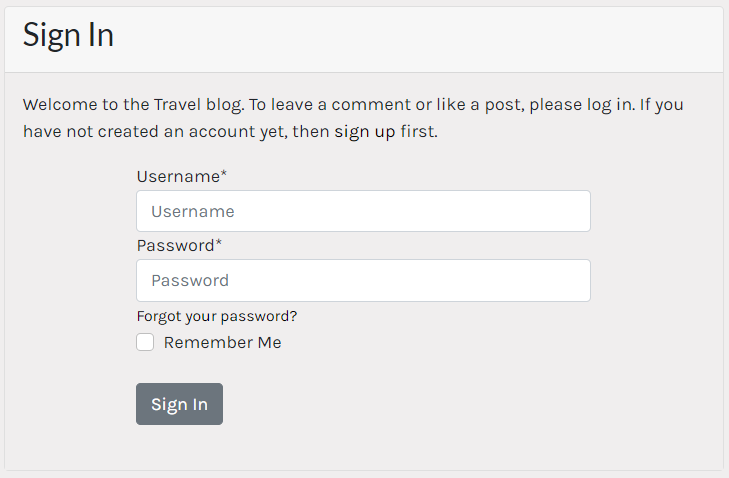 Sign In
Welcome to the Travel blog. To leave a comment or like a post, please log in. If you
have not created an account yet, then sign up first.
Username*
Username
Password*
Password
Forgot your password?
Remember Me
Sign In